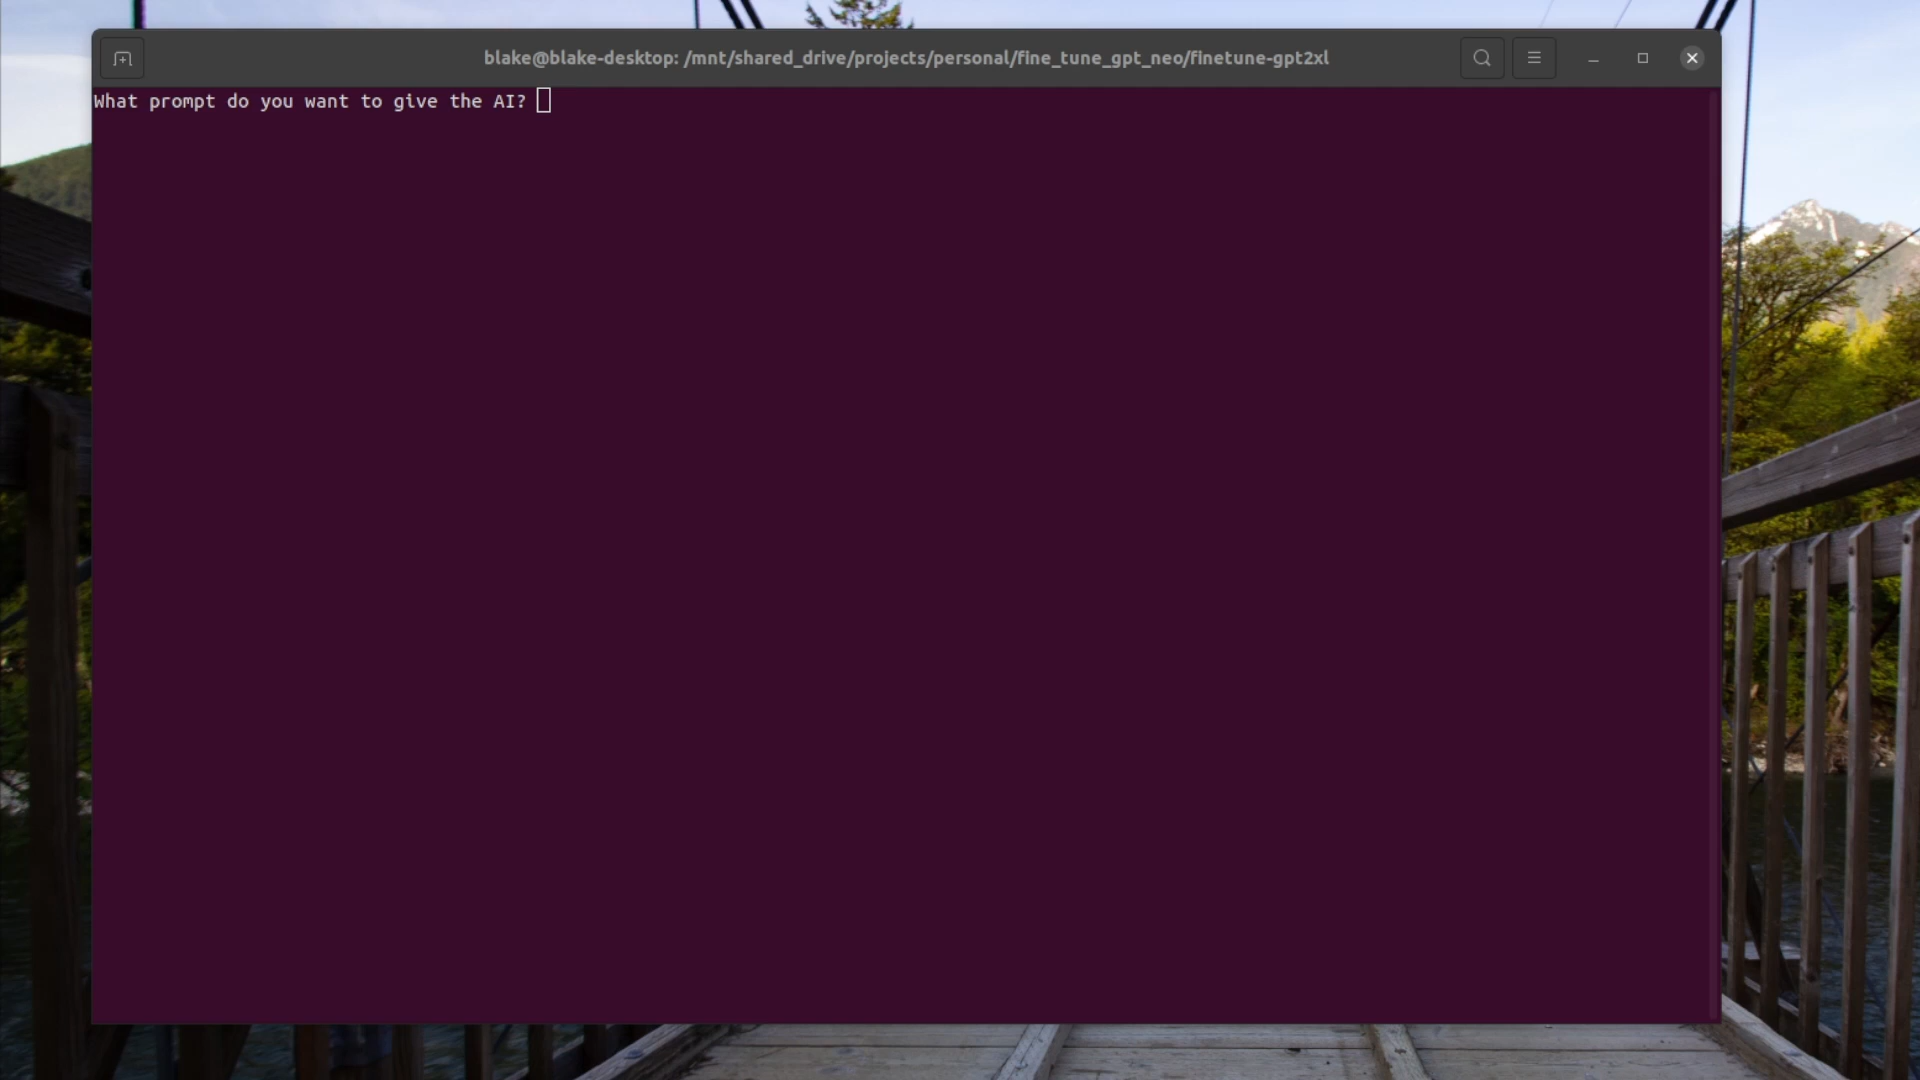 blake@blake-desktop: /mnt/shared_drive/projects/personal/fine_tune_gpt_neo/finetune-gpt2xl
What prompt do you want to give the AI?